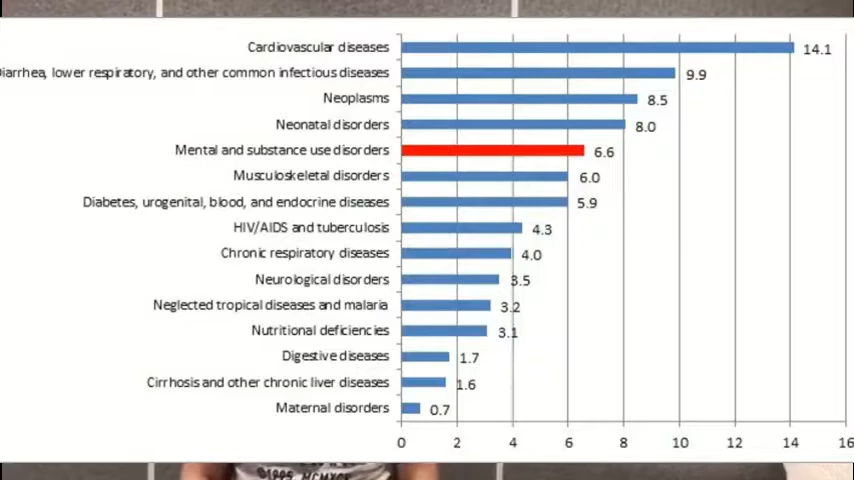 Cardiovascular diseases 14.1
Diarrhea, lower respiratory, and other common infectious diseases 9.9
Neoplasms 8.5
Neonatal disorders 8.0
Mental and substance use disorders 6.6
Musculoskeletal disorders 6.0
Diabetes, urogenital, blood, and endocrine diseases 5.9
HIV/AIDS and tuberculosis 4.3
Chronic respiratory diseases 4.0
Neurological disorders 3.5
Neglected tropical diseases and malaria 3.2
Nutritional deficiencies 3.1
Digestive diseases 1.7
Cirrhosis and other chronic liver diseases 1.6
Maternal disorders 0.7
0 2 4 6 8 10 12 14 16
©1995